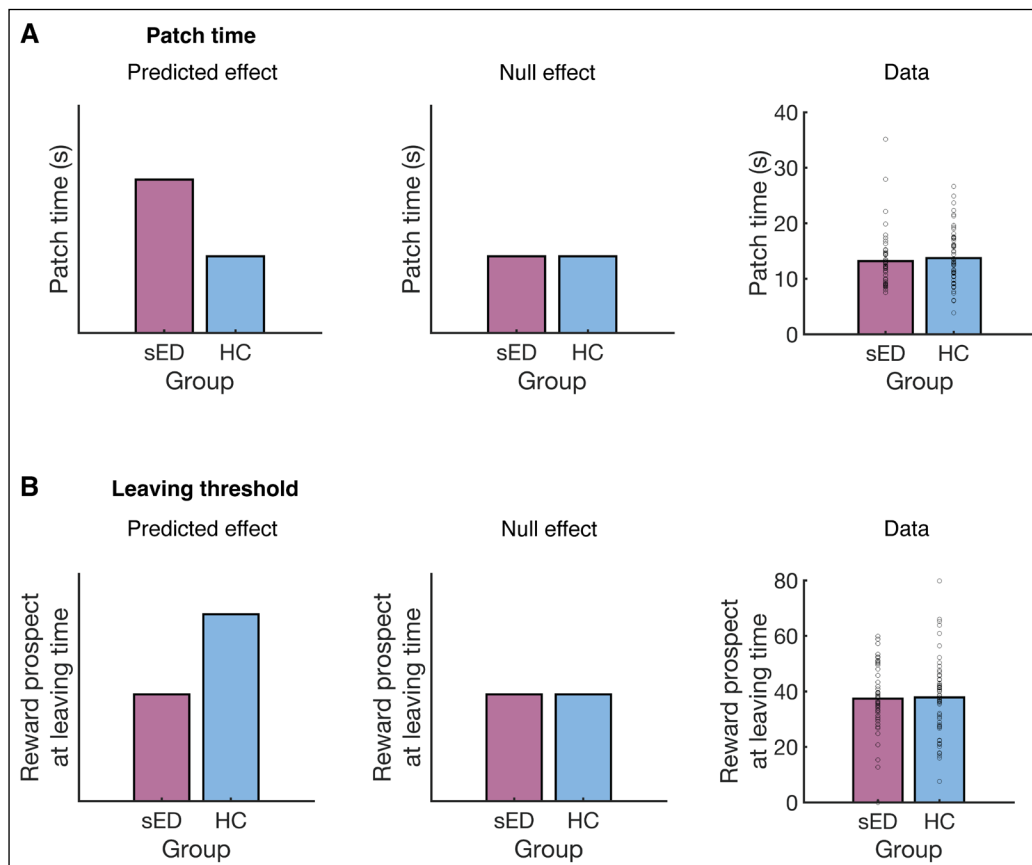 A
Patch time
Predicted effect
Null effect
Data
Patch time (s)
sED HC
Group
Patch time (s)
sED HC
Group
Patch time (s)
40
30
20
10
0
sED HC
Group
B
Leaving threshold
Predicted effect
Null effect
Data
Reward prospect
at leaving time
sED HC
Group
Reward prospect
at leaving time
sED HC
Group
Reward prospect
at leaving time
80
60
40
20
0
sED HC
Group